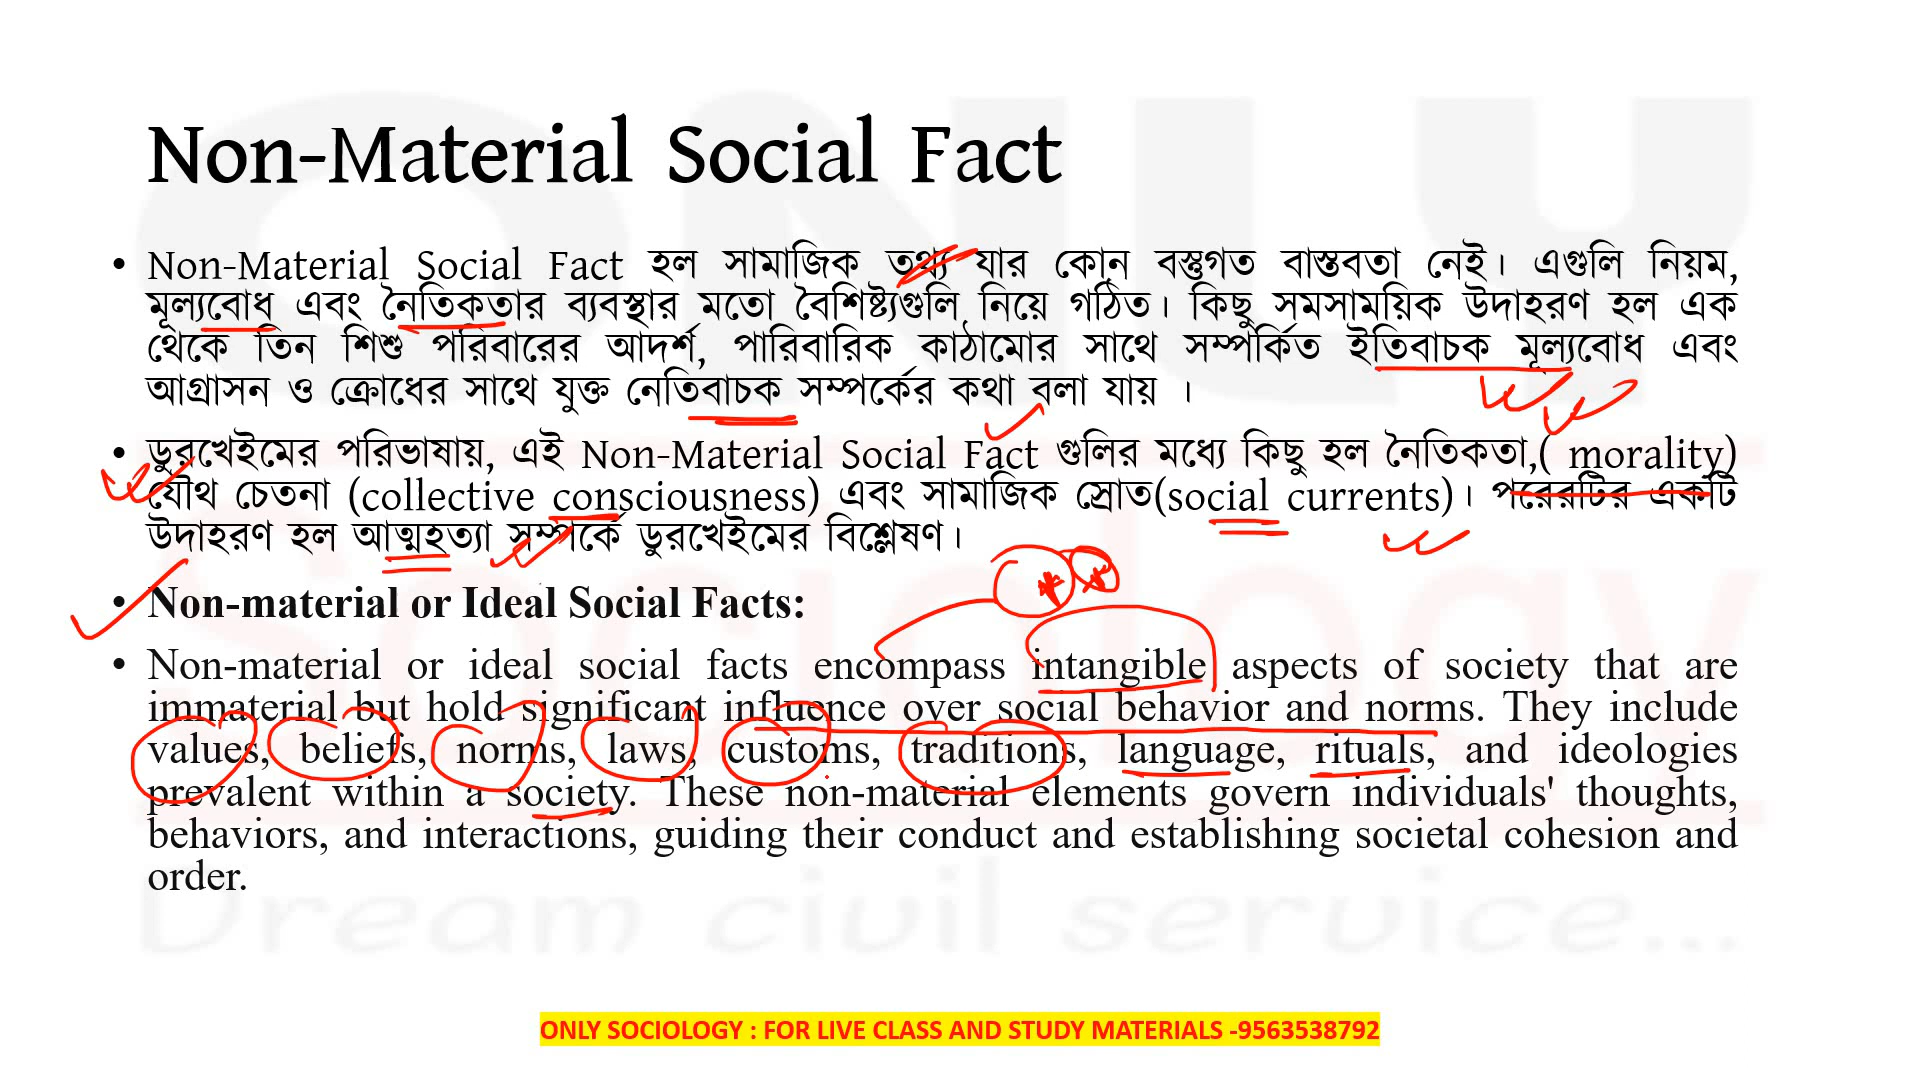 Non-Material Social Fact
• Non-Material Social Fact হল সামাজিক তথ্য যার কোন বস্তুগত বাস্তবতা নেই। এগুলি নিয়ম,
মূল্যবোধ এবং নৈতিকতার ব্যবস্থার মতো বৈশিষ্ট্যগুলি নিয়ে গঠিত। কিছু সমসাময়িক উদাহরণ হল এক
থেকে তিন শিশু পরিবারের আদর্শ, পারিবারিক কাঠামোর সাথে সম্পর্কিত ইতিবাচক মূল্যবোধ এবং
আগ্রাসন ও ক্রোধের সাথে যুক্ত নেতিবাচক সম্পর্কের কথা বলা যায় ।
• ডুরখেইমের পরিভাষায়, এই Non-Material Social Fact গুলির মধ্যে কিছু হল নৈতিকতা,( morality)
যৌথ চেতনা (collective consciousness) এবং সামাজিক স্রোত(social currents)। পরেরটির একটি
উদাহরণ হল আত্মহত্যা সম্পর্কে ডুরখেইমের বিশ্লেষণ।
• Non-material or Ideal Social Facts:
• Non-material or ideal social facts encompass intangible aspects of society that are
immaterial but hold significant influence over social behavior and norms. They include
values, beliefs, norms, laws, customs, traditions, language, rituals, and ideologies
prevalent within a society. These non-material elements govern individuals' thoughts,
behaviors, and interactions, guiding their conduct and establishing societal cohesion and
order.
ONLY
Sociology
Dream civil service...
ONLY SOCIOLOGY : FOR LIVE CLASS AND STUDY MATERIALS -9563538792